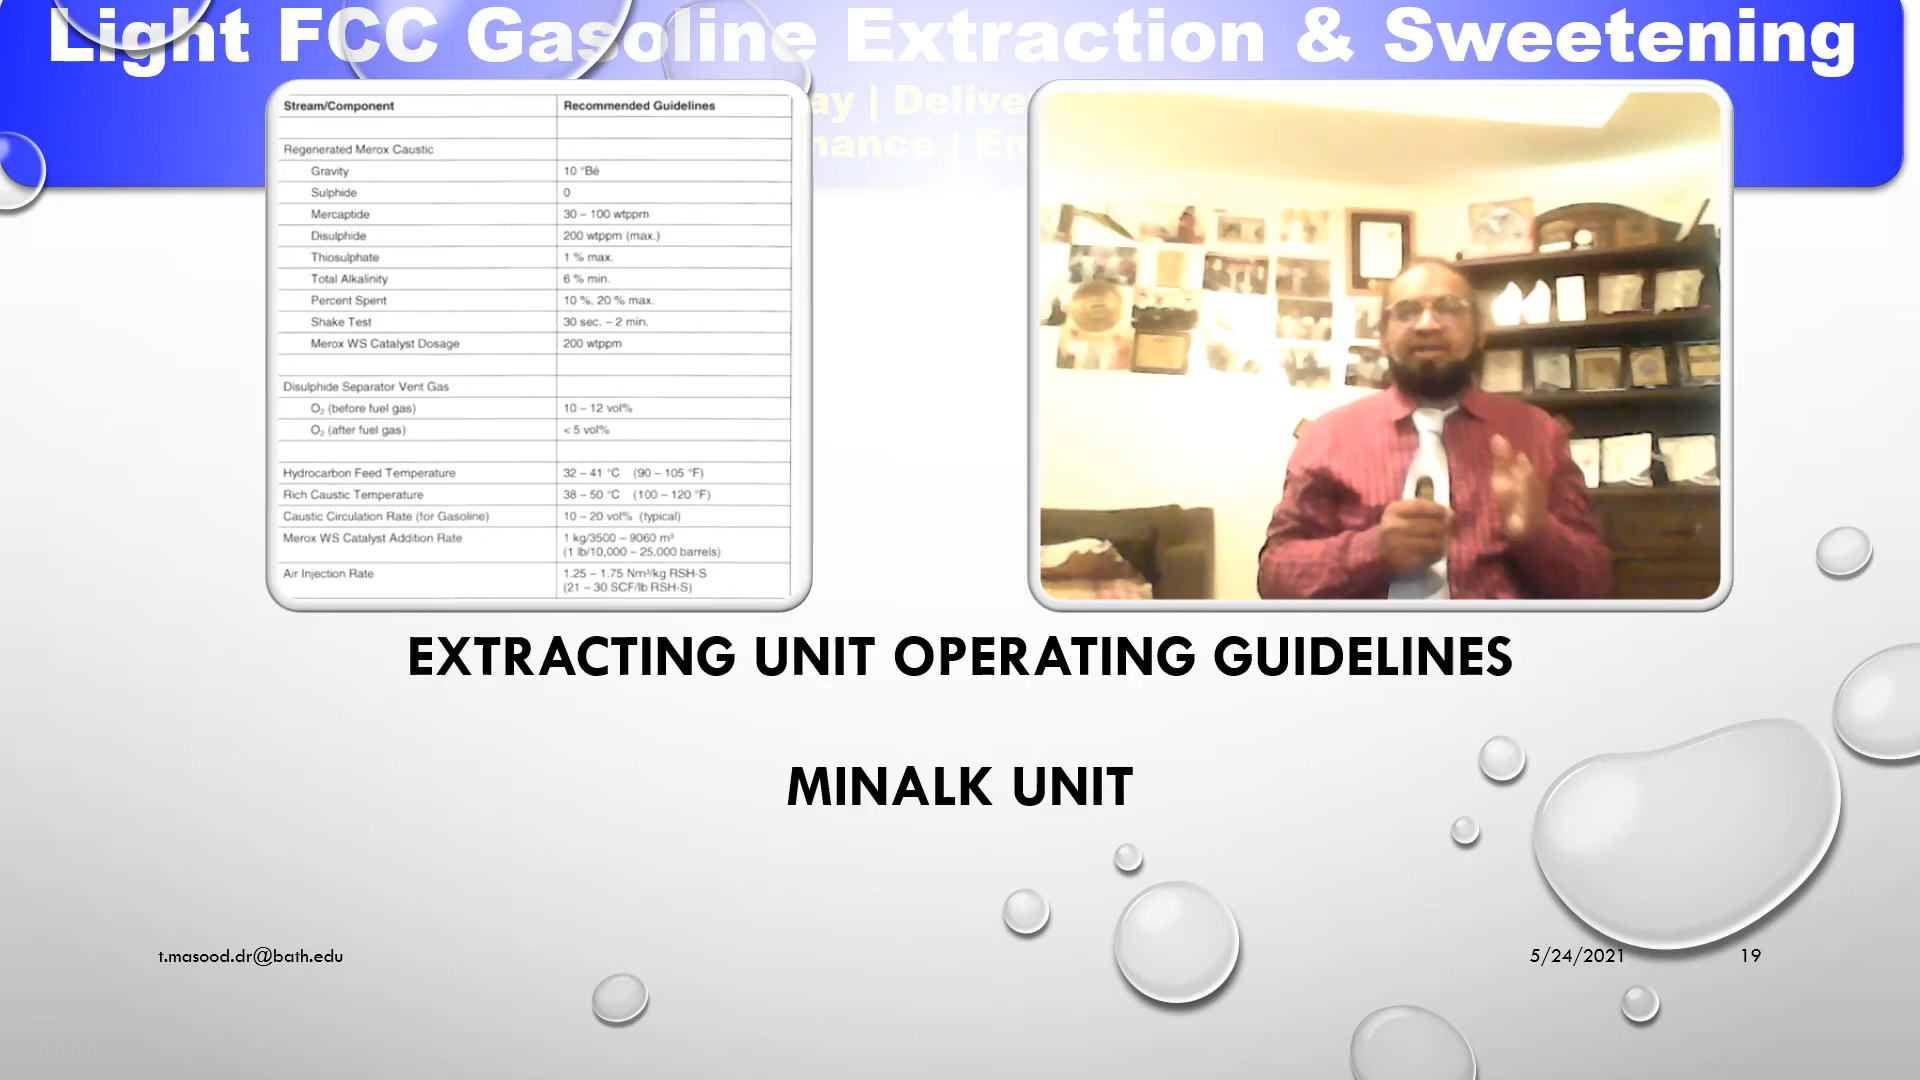 Light FCC Gasoline Extraction & Sweetening
Stream/Component Recommended Guidelines
Regenerated Merox Caustic
Gravity 10 °Bé
Sulphide 0
Mercaptide 30 – 100 wtppm
Disulphide 200 wtppm (max.)
Thiosulphate 1 % max.
Total Alkalinity 6 % min.
Percent Spent 10 %, 20 % max.
Shake Test 30 sec. – 2 min.
Merox WS Catalyst Dosage 200 wtppm
Disulphide Separator Vent Gas
O₂ (before fuel gas) 10 – 12 vol%
O₂ (after fuel gas) < 5 vol%
Hydrocarbon Feed Temperature 32 – 41 °C (90 – 105 °F)
Rich Caustic Temperature 38 – 50 °C (100 – 120 °F)
Caustic Circulation Rate (for Gasoline) 10 – 20 vol% (typical)
Merox WS Catalyst Addition Rate 1 kg/3500 – 9060 m³
(1 lb/10,000 – 25,000 barrels)
Air Injection Rate 1.25 – 1.75 Nm³/kg RSH-S
(21 – 30 SCF/lb RSH-S)
EXTRACTING UNIT OPERATING GUIDELINES
MINALK UNIT
t.masood.dr@bath.edu 5/24/2021 19